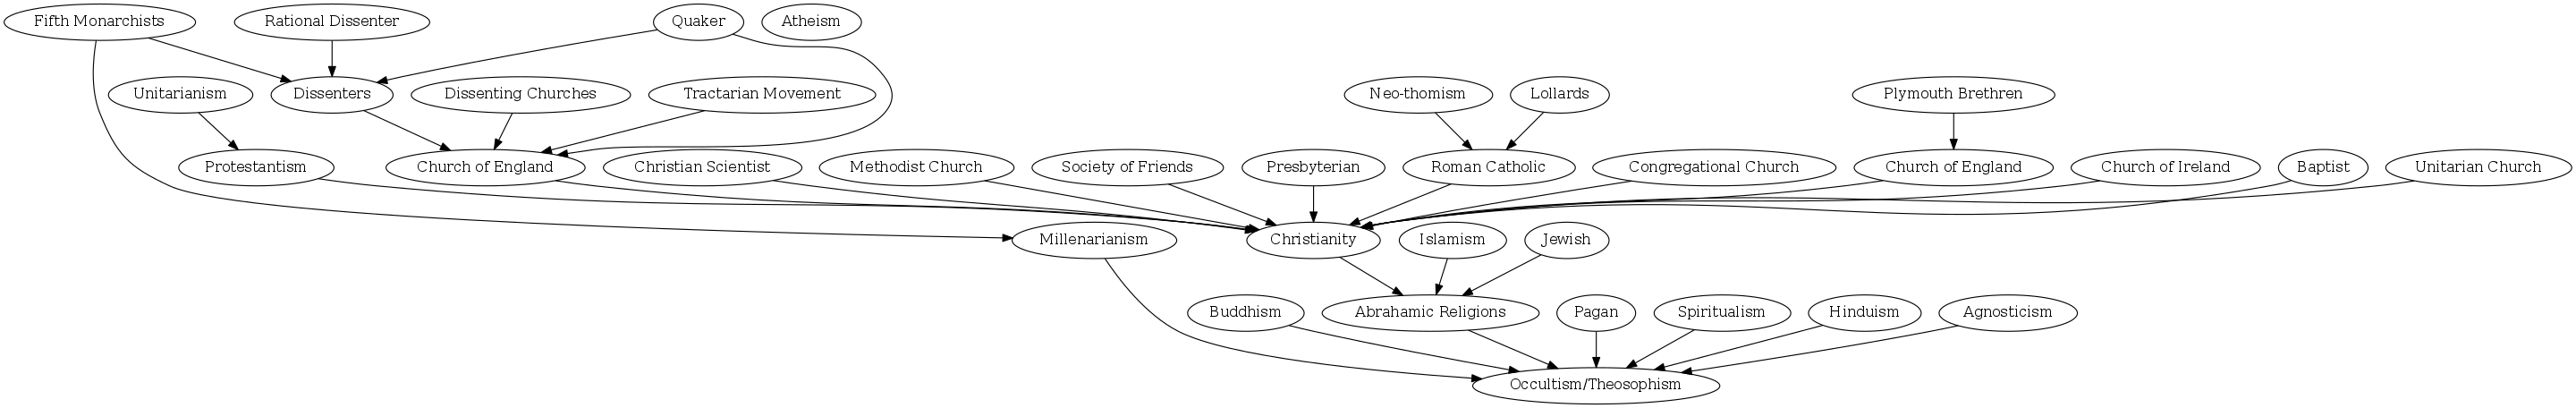 Fifth Monarchists
Rational Dissenter
Quaker
Atheism
Unitarianism
Dissenters
Dissenting Churches
Tractarian Movement
Neo-thomism
Lollards
Plymouth Brethren
Protestantism
Church of England
Christian Scientist
Methodist Church
Society of Friends
Presbyterian
Roman Catholic
Congregational Church
Church of England
Church of Ireland
Baptist
Unitarian Church
Millenarianism
Christianity
Islamism
Jewish
Buddhism
Abrahamic Religions
Pagan
Spiritualism
Hinduism
Agnosticism
Occultism/Theosophism